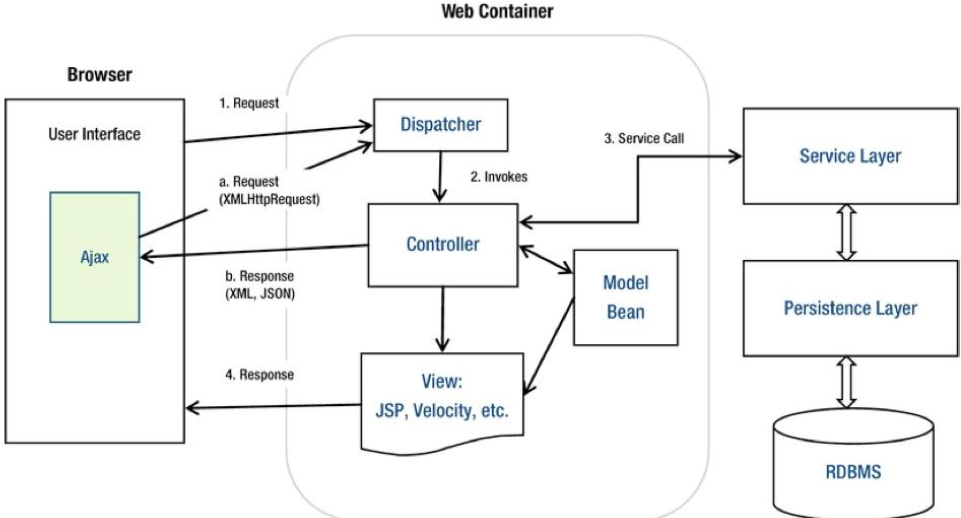 Web Container
Browser
User Interface
1. Request
Dispatcher
3. Service Call
Service Layer
a. Request
(XMLHttpRequest)
2. Invokes
Ajax
Controller
b. Response
(XML, JSON)
Model
Bean
Persistence Layer
4. Response
View:
JSP, Velocity, etc.
RDBMS